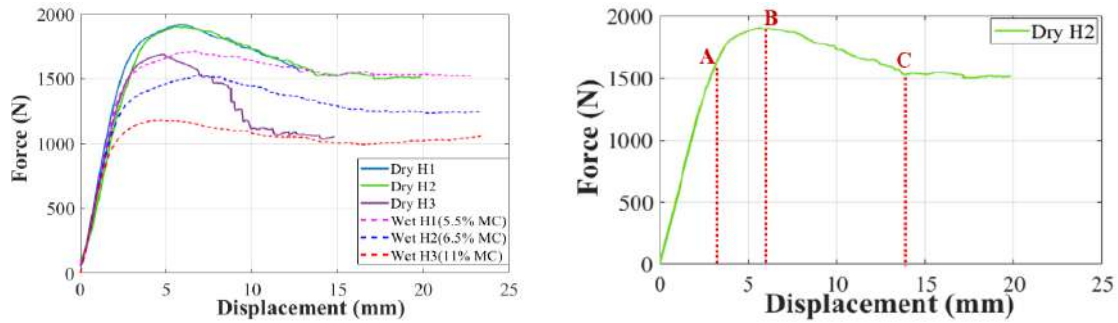 2000
1500
1000
500
0
Force (N)
0 5 10 15 20 25
Displacement (mm)
Dry H1
Dry H2
Dry H3
Wet H1(5.5% MC)
Wet H2(6.5% MC)
Wet H3(11% MC)
2000
1500
1000
500
0
Force (N)
A
B
C
Dry H2
0 5 10 15 20 25
Displacement (mm)